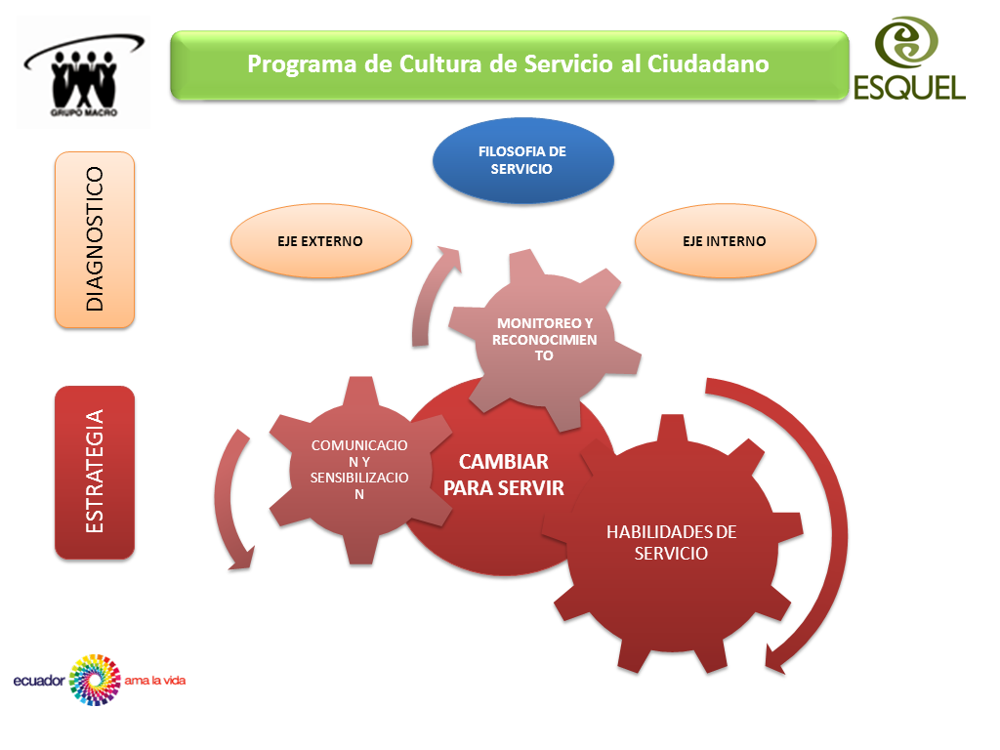 GRUPO MACRO
Programa de Cultura de Servicio al Ciudadano
ESQUEL
DIAGNOSTICO
FILOSOFIA DE
SERVICIO
EJE EXTERNO
EJE INTERNO
MONITOREO Y
RECONOCIMIEN
TO
ESTRATEGIA
COMUNICACIO
N Y
SENSIBILIZACIO
N
CAMBIAR
PARA SERVIR
HABILIDADES DE
SERVICIO
ecuador ama la vida